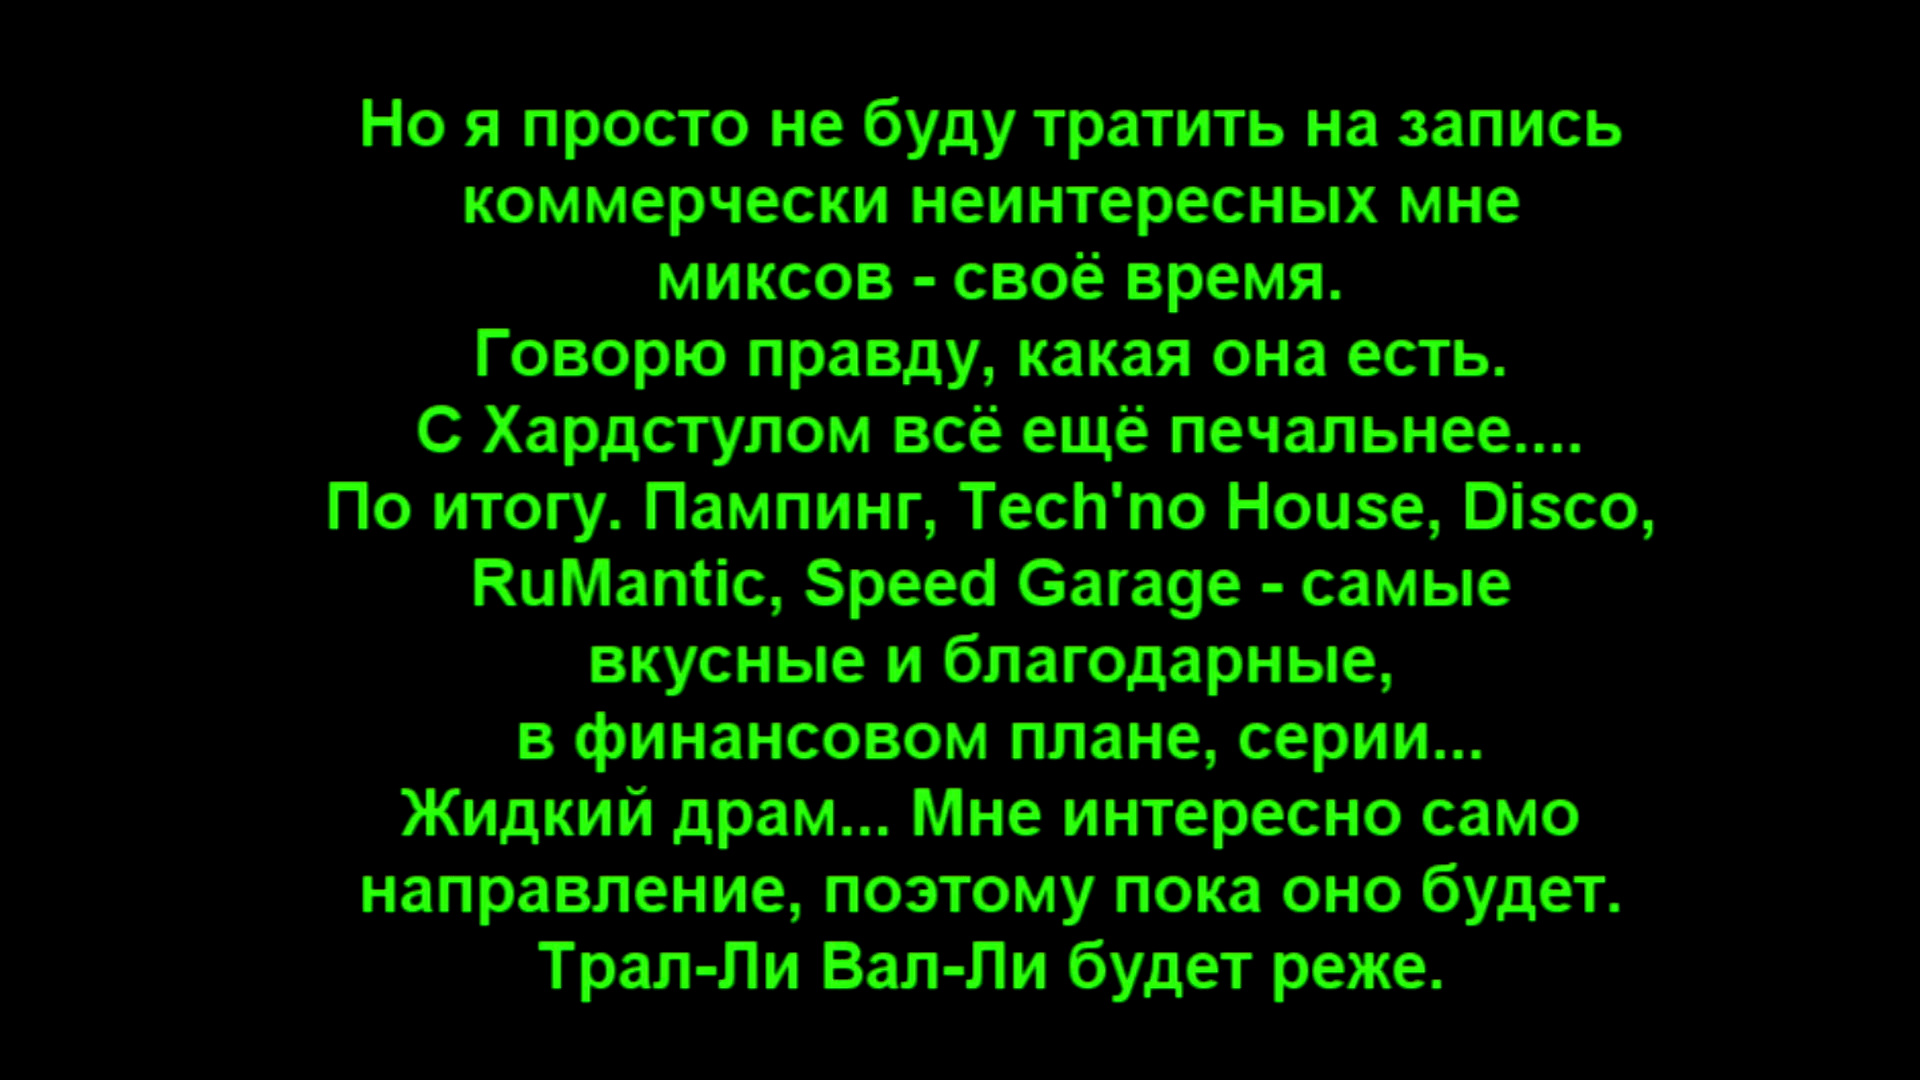 Но я просто не буду тратить на запись
коммерчески неинтересных мне
миксов - своё время.
Говорю правду, какая она есть.
С Хардстулом всё ещё печальнее....
По итогу. Пампинг, Tech'no House, Disco,
RuMantic, Speed Garage - самые
вкусные и благодарные,
в финансовом плане, серии...
Жидкий драм... Мне интересно само
направление, поэтому пока оно будет.
Трал-Ли Вал-Ли будет реже.